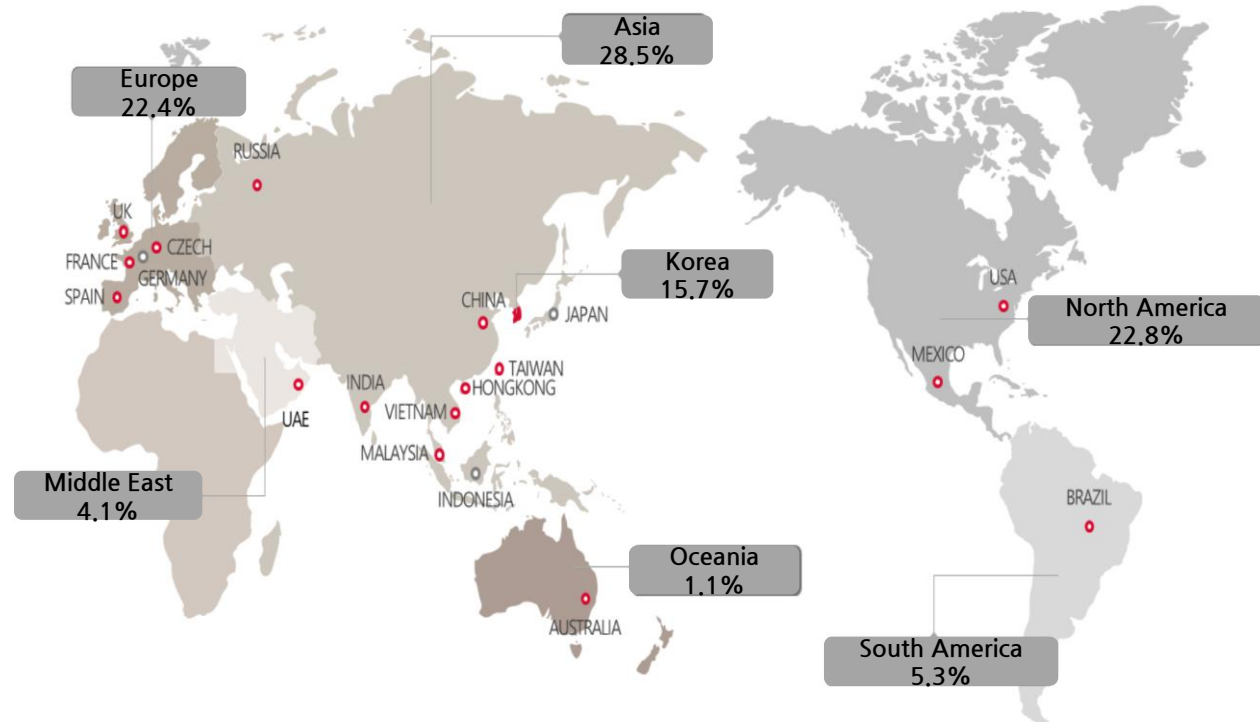 Asia
28.5%
Europe
22.4%
RUSSIA
UK
CZECH
FRANCE
GERMANY
SPAIN
Korea
15.7%
CHINA
JAPAN
USA
North America
22.8%
MEXICO
TAIWAN
INDIA
HONGKONG
VIETNAM
UAE
MALAYSIA
Middle East
4.1%
INDONESIA
BRAZIL
Oceania
1.1%
AUSTRALIA
South America
5.3%